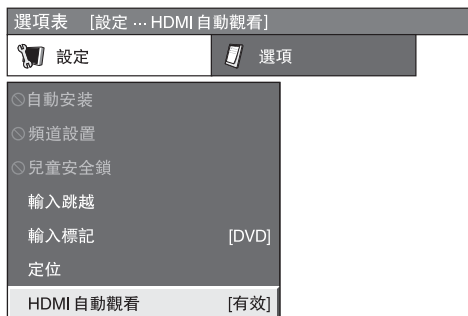 選項表 [設定 ··· HDMI 自動觀看]
設定 選項
自動安裝
頻道設置
兒童安全鎖
輸入跳越
輸入標記 [DVD]
定位
HDMI 自動觀看 [有效]